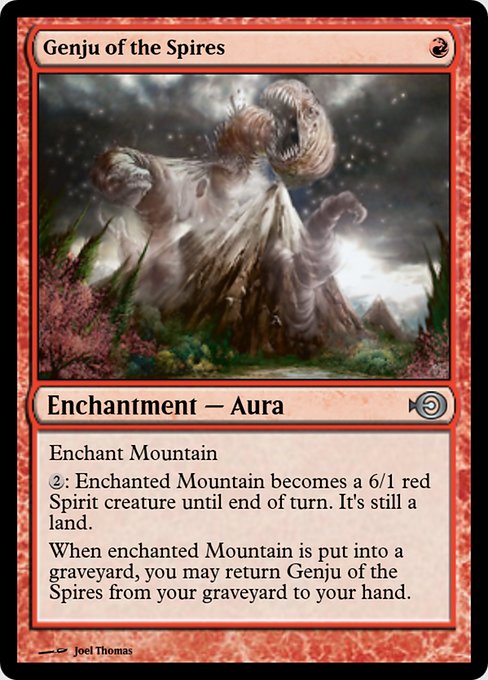 Genju of the Spires
Enchantment — Aura
Enchant Mountain
2: Enchanted Mountain becomes a 6/1 red
Spirit creature until end of turn. It's still a
land.
When enchanted Mountain is put into a
graveyard, you may return Genju of the
Spires from your graveyard to your hand.
Joel Thomas